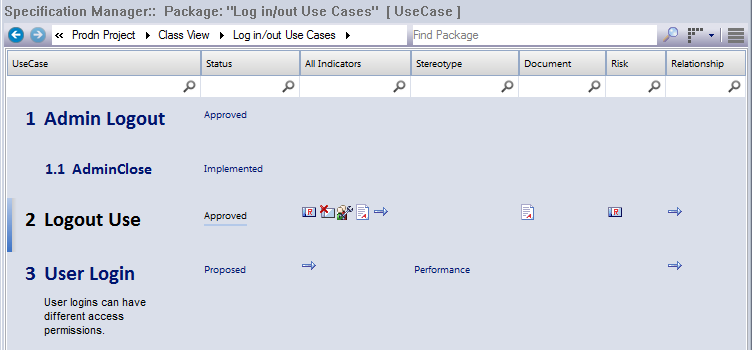 Specification Manager:: Package: "Log in/out Use Cases" [ UseCase ]
« Prodn Project Class View Log in/out Use Cases Find Package
UseCase Status All Indicators Stereotype Document Risk Relationship
1 Admin Logout Approved
1.1 AdminClose Implemented
2 Logout Use Approved R R
3 User Login Proposed Performance
User logins can have
different access
permissions.